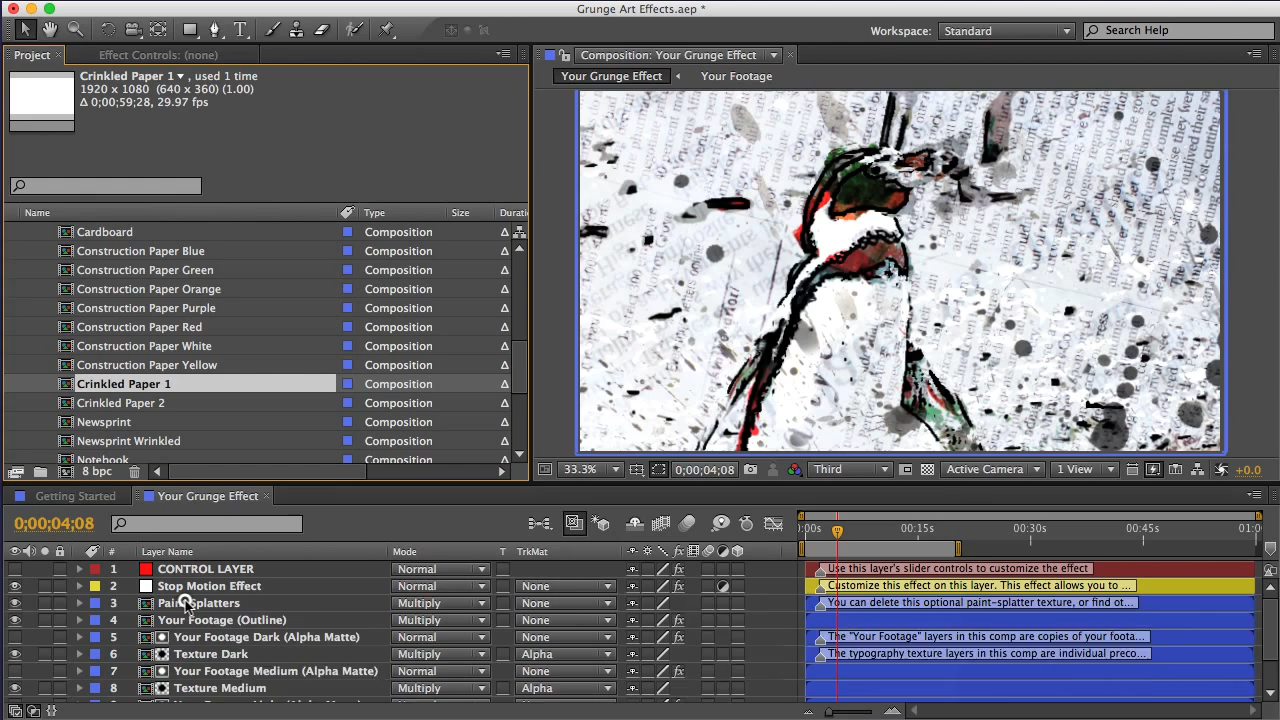 Grunge Art Effects.aep *
Workspace: Standard Search Help
Project Effect Controls: (none) Composition: Your Grunge Effect
Crinkled Paper 1 , used 1 time
1920 x 1080 (640 x 360) (1.00)
Δ 0;00;59;28, 29.97 fps
Your Grunge Effect Your Footage
Name Type Size Duratio
Cardboard Composition Δ
Construction Paper Blue Composition Δ
Construction Paper Green Composition Δ
Construction Paper Orange Composition Δ
Construction Paper Purple Composition Δ
Construction Paper Red Composition Δ
Construction Paper White Composition Δ
Construction Paper Yellow Composition Δ
Crinkled Paper 1 Composition Δ
Crinkled Paper 2 Composition Δ
Newsprint Composition Δ
Newsprint Wrinkled Composition Δ
Notebook Composition Δ
8 bpc 33.3% 0;00;04;08 Third Active Camera 1 View +0.0
Getting Started Your Grunge Effect
0;00;04;08 :00s 00:15s 00:30s 00:45s 01:0
# Layer Name Mode T TrkMat
1 CONTROL LAYER Normal Use this layer's slider controls to customize the effect
2 Stop Motion Effect Normal None Customize this effect on this layer. This effect allows you to ...
3 Paint Splatters Multiply None You can delete this optional paint-splatter texture, or find ot...
4 Your Footage (Outline) Multiply None
5 Your Footage Dark (Alpha Matte) Normal None The "Your Footage" layers in this comp are copies of your foota...
6 Texture Dark Multiply Alpha The typography texture layers in this comp are individual preco...
7 Your Footage Medium (Alpha Matte) Normal None
8 Texture Medium Multiply Alpha